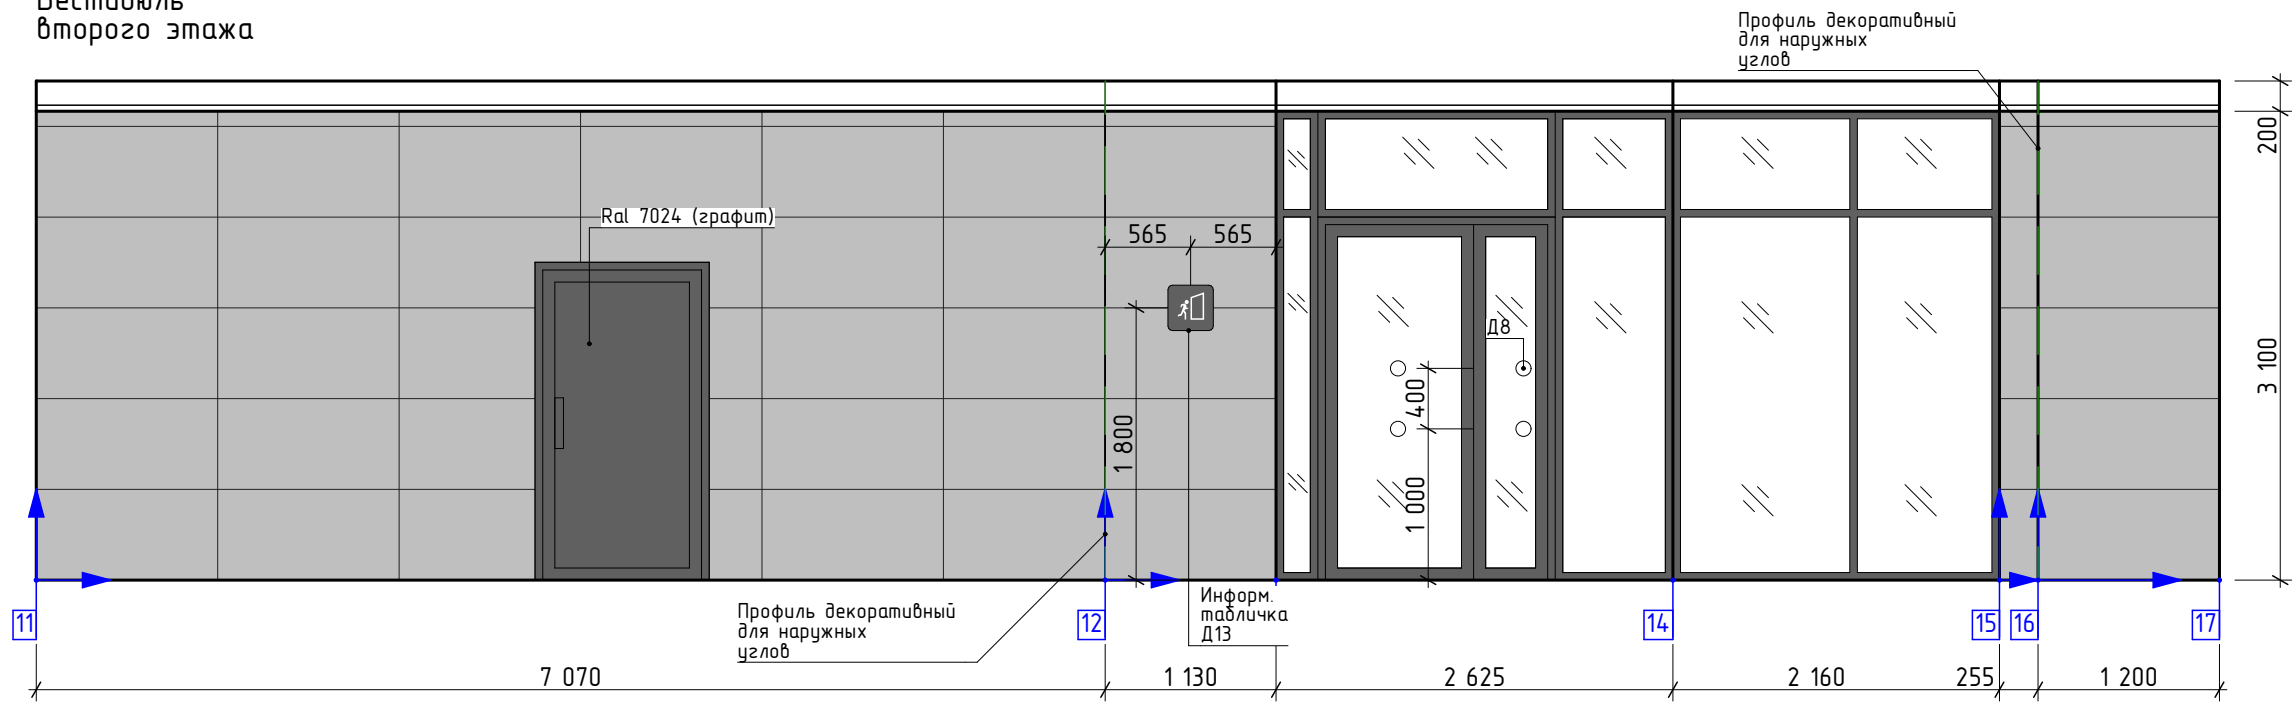 второго этажа
Профиль декоративный
для наружных
углов
200
Ral 7024 (графит)
565
565
Д8
3 100
400
1 800
1 000
Информ.
табличка
Д13
Профиль декоративный
для наружных
углов
11
12
14
15
16
17
7 070
1 130
2 625
2 160
255
1 200